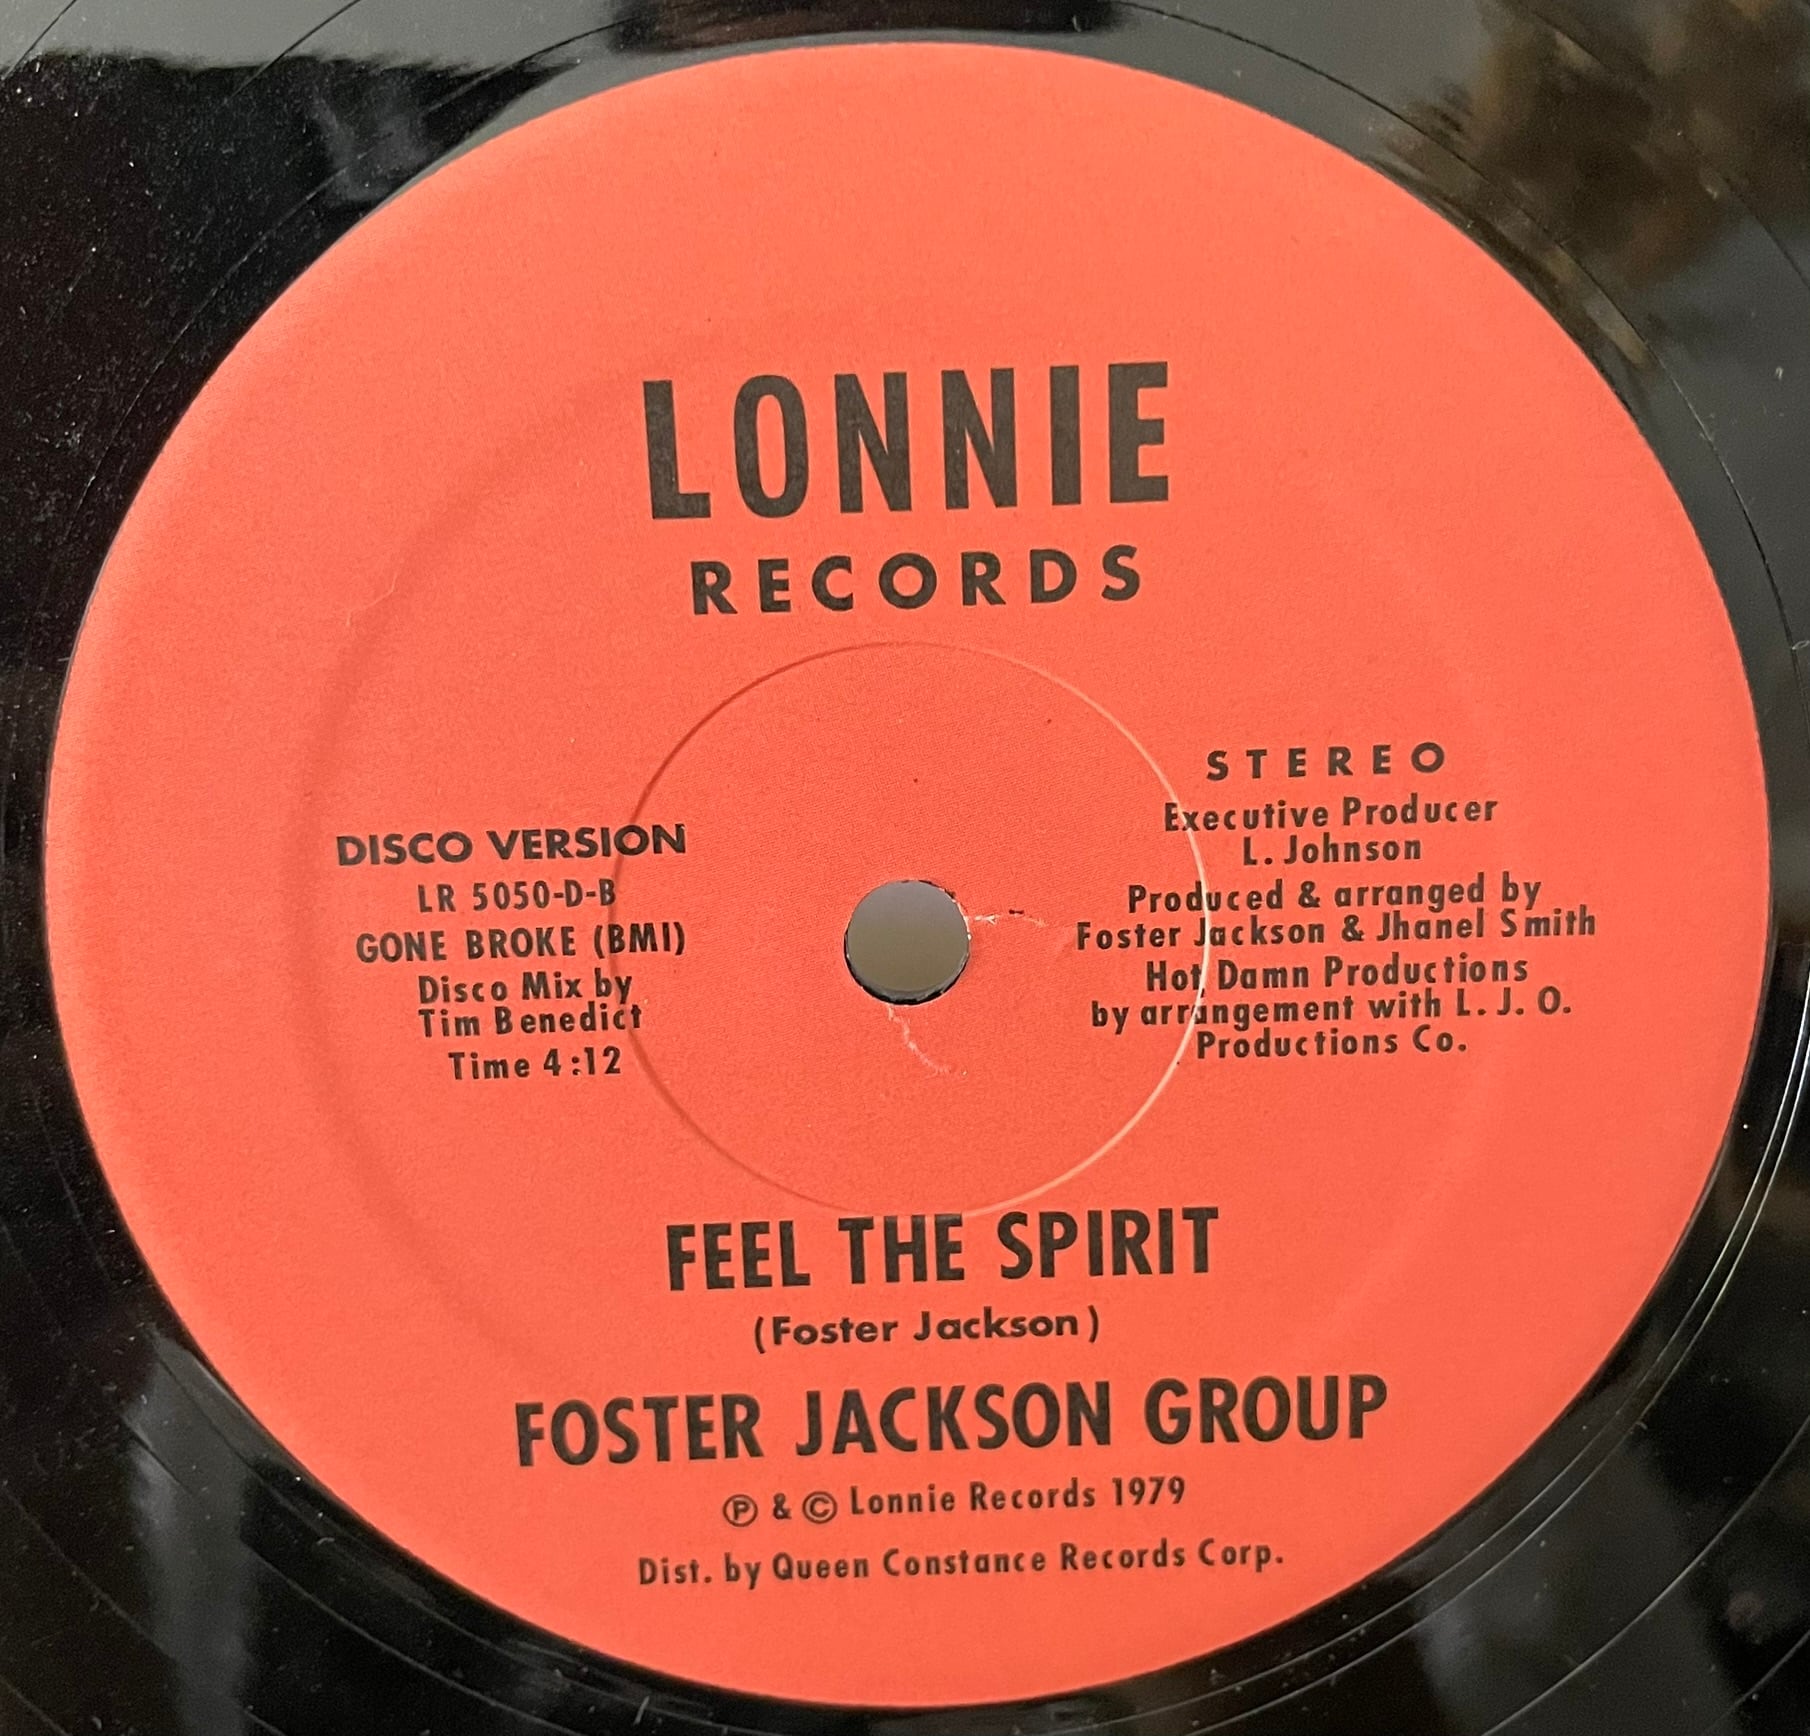 LONNIE
RECORDS
DISCO VERSION
LR 5050-D-B
GONE BROKE (BMI)
Disco Mix by
Tim Benedict
Time 4:12
STEREO
Executive Producer
L. Johnson
Produced & arranged by
Foster Jackson & Jhanel Smith
Hot Damn Productions
by arrangement with L. J. O.
Productions Co.
FEEL THE SPIRIT
(Foster Jackson)
FOSTER JACKSON GROUP
℗ & © Lonnie Records 1979
Dist. by Queen Constance Records Corp.